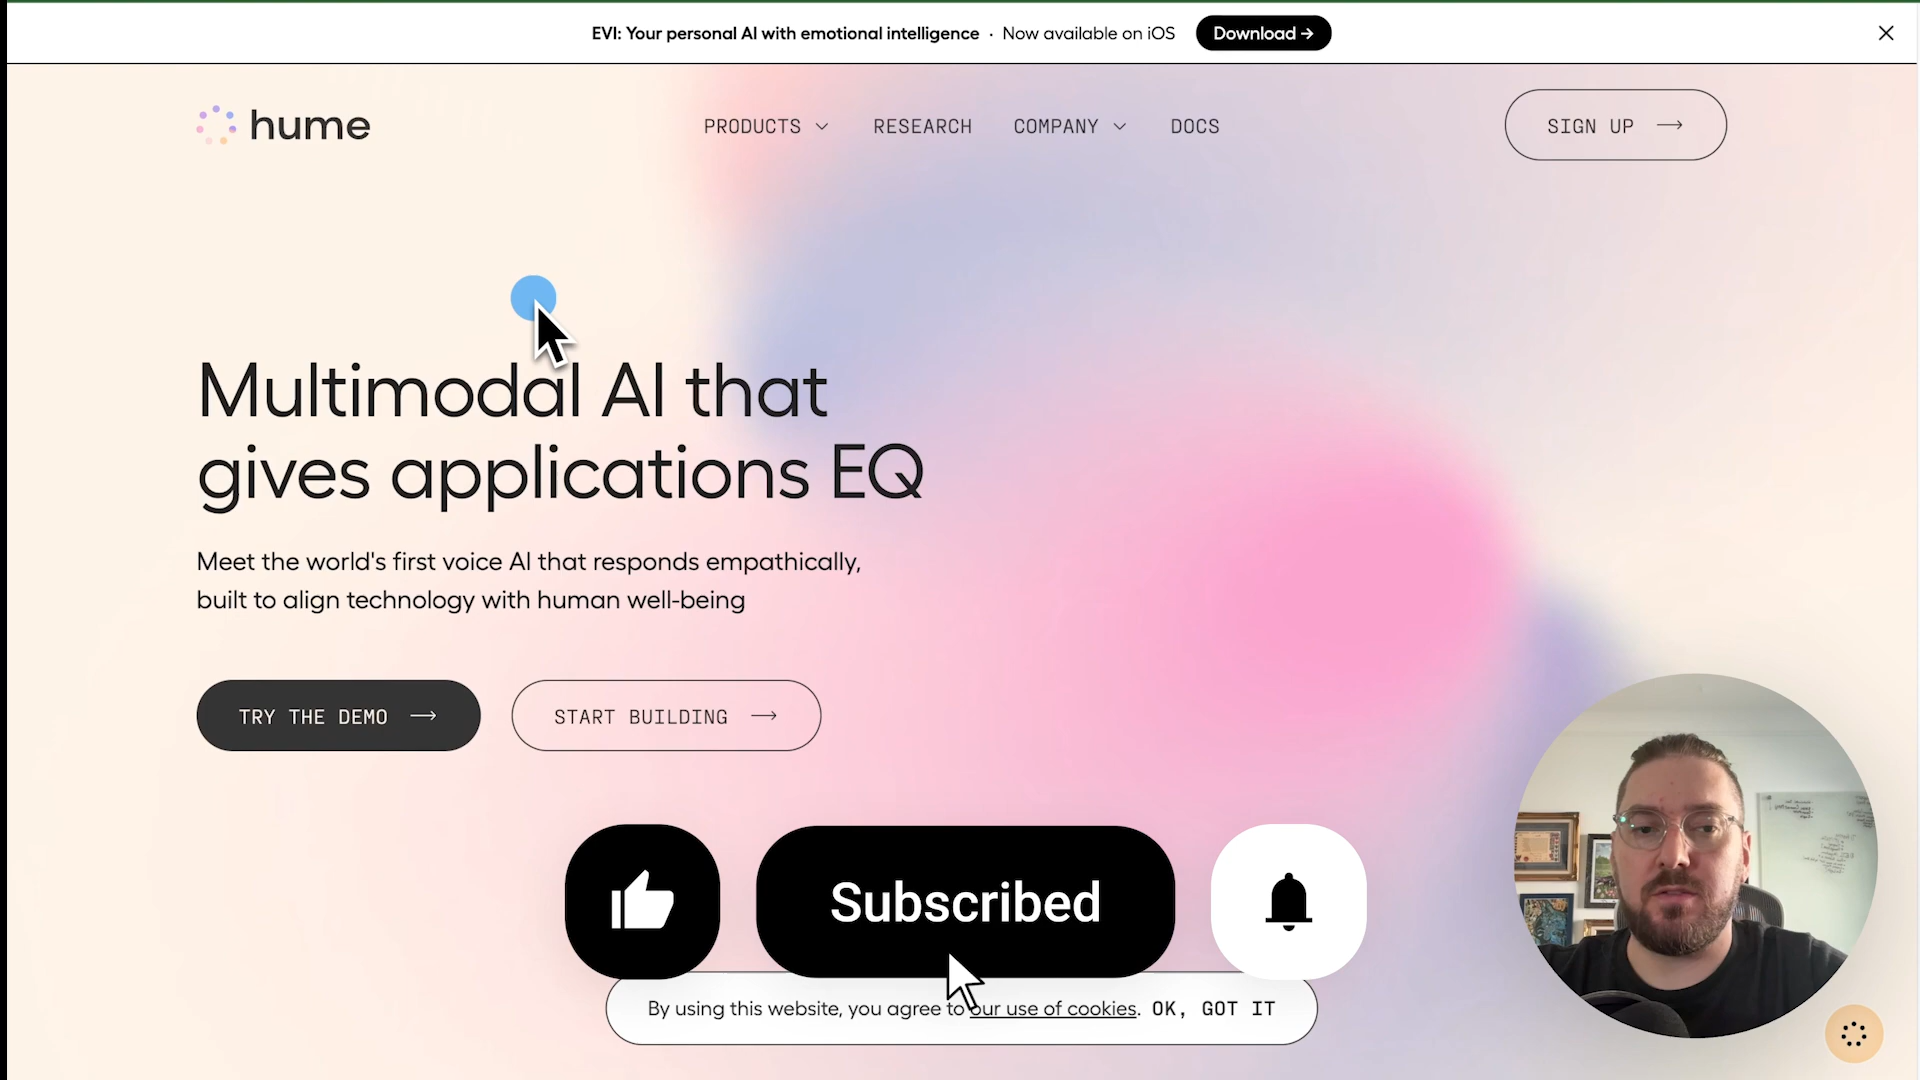 EVI: Your personal AI with emotional intelligence · Now available on iOS Download →
hume
PRODUCTS RESEARCH COMPANY DOCS
SIGN UP
Multimodal AI that
gives applications EQ
Meet the world's first voice AI that responds empathically,
built to align technology with human well-being
TRY THE DEMO
START BUILDING
Subscribed
By using this website, you agree to our use of cookies. OK, GOT IT